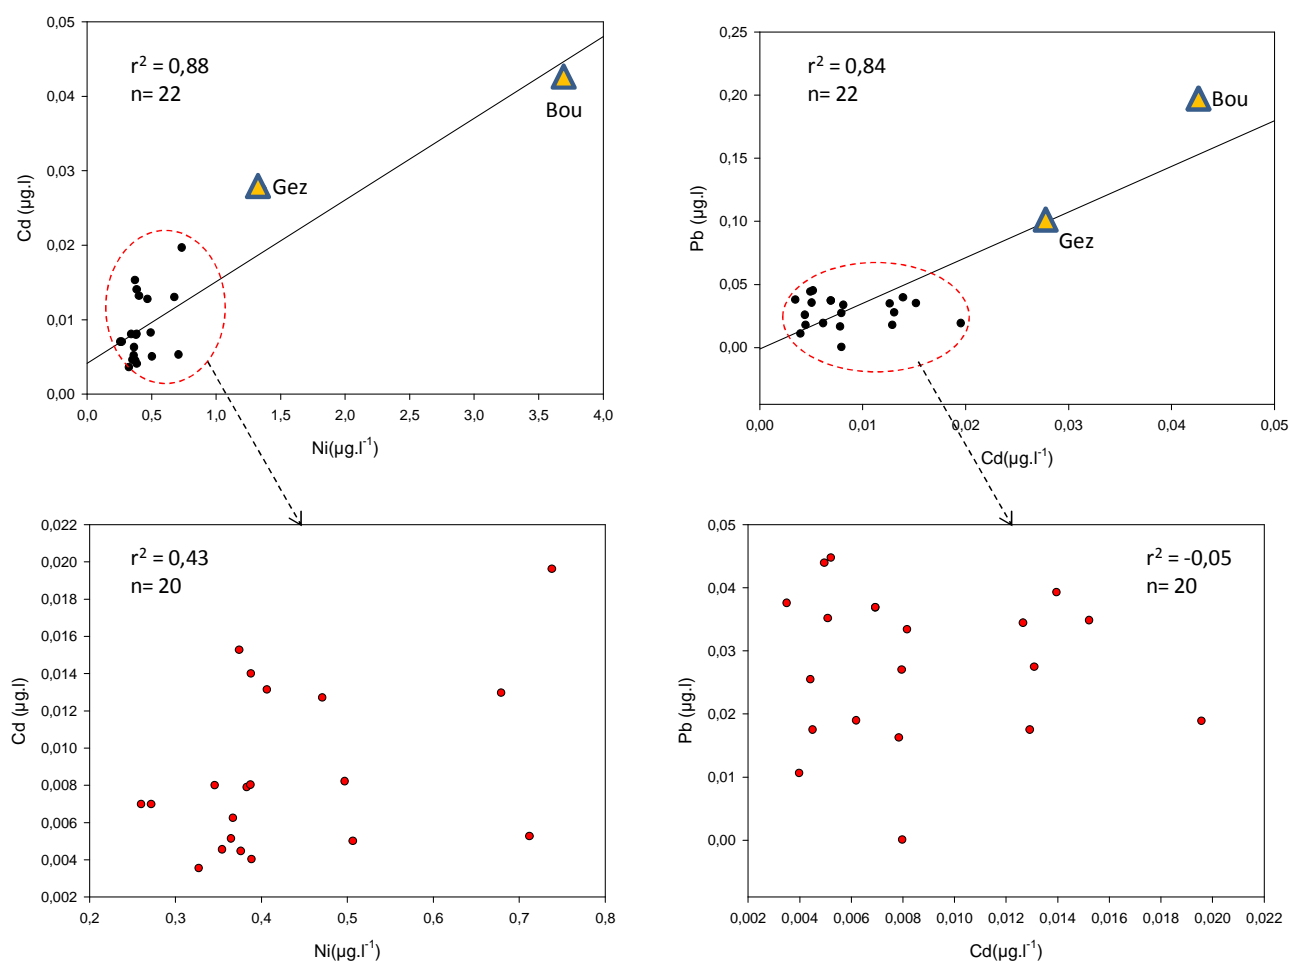 0,05
0,04
0,03
0,02
0,01
0,00
Cd (µg.l)
r² = 0,88
n= 22
Bou
Gez
0,0 0,5 1,0 1,5 2,0 2,5 3,0 3,5 4,0
Ni(µg.l⁻¹)
0,25
0,20
0,15
0,10
0,05
0,00
Pb (µg.l)
r² = 0,84
n= 22
Bou
Gez
0,00 0,01 0,02 0,03 0,04 0,05
Cd(µg.l⁻¹)
0,022
0,020
0,018
0,016
0,014
0,012
0,010
0,008
0,006
0,004
0,002
Cd (µg.l)
r² = 0,43
n= 20
0,2 0,3 0,4 0,5 0,6 0,7 0,8
Ni(µg.l⁻¹)
0,05
0,04
0,03
0,02
0,01
0,00
Pb (µg.l)
r² = -0,05
n= 20
0,002 0,004 0,006 0,008 0,010 0,012 0,014 0,016 0,018 0,020 0,022
Cd(µg.l⁻¹)